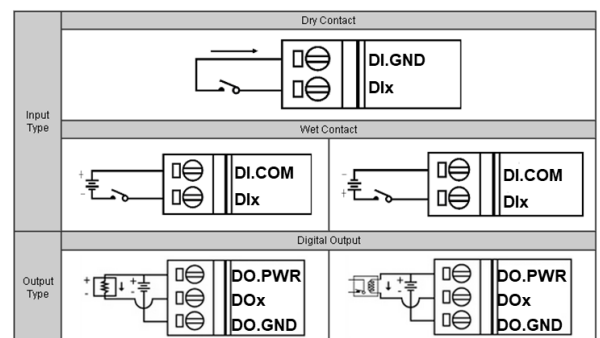 Dry Contact
DI.GND
DIx
Input
Type
Wet Contact
+
-
DI.COM
DIx
-
+
DI.COM
DIx
Digital Output
Output
Type
+
-
+
-
DO.PWR
DOx
DO.GND
+
-
+
-
DO.PWR
DOx
DO.GND